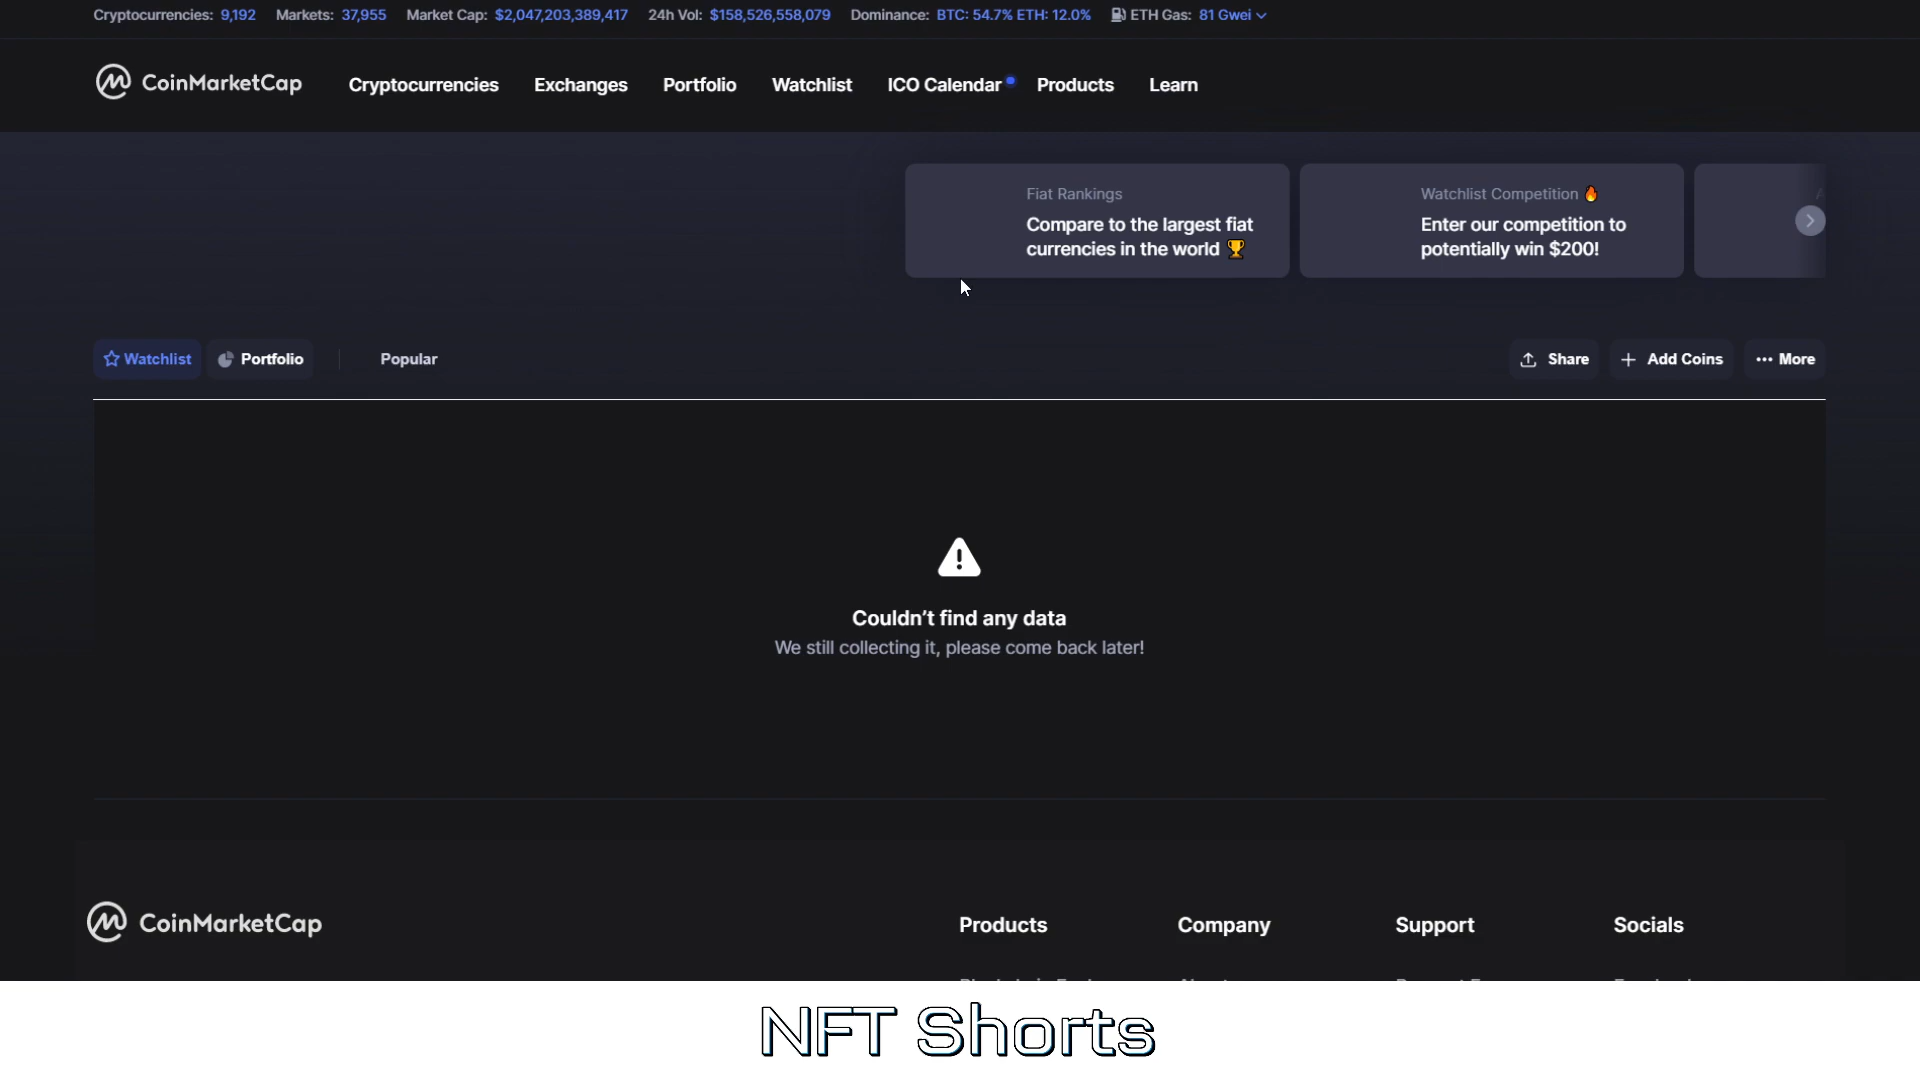 Cryptocurrencies: 9,192 Markets: 37,955 Market Cap: $2,047,203,389,417 24h Vol: $158,526,558,079 Dominance: BTC: 54.7% ETH: 12.0% ETH Gas: 81 Gwei
CoinMarketCap Cryptocurrencies Exchanges Portfolio Watchlist ICO Calendar Products Learn
Fiat Rankings
Compare to the largest fiat
currencies in the world
Watchlist Competition
Enter our competition to
potentially win $200!
Watchlist Portfolio Popular Share Add Coins More
Couldn't find any data
We still collecting it, please come back later!
CoinMarketCap Products Company Support Socials
NFT Shorts